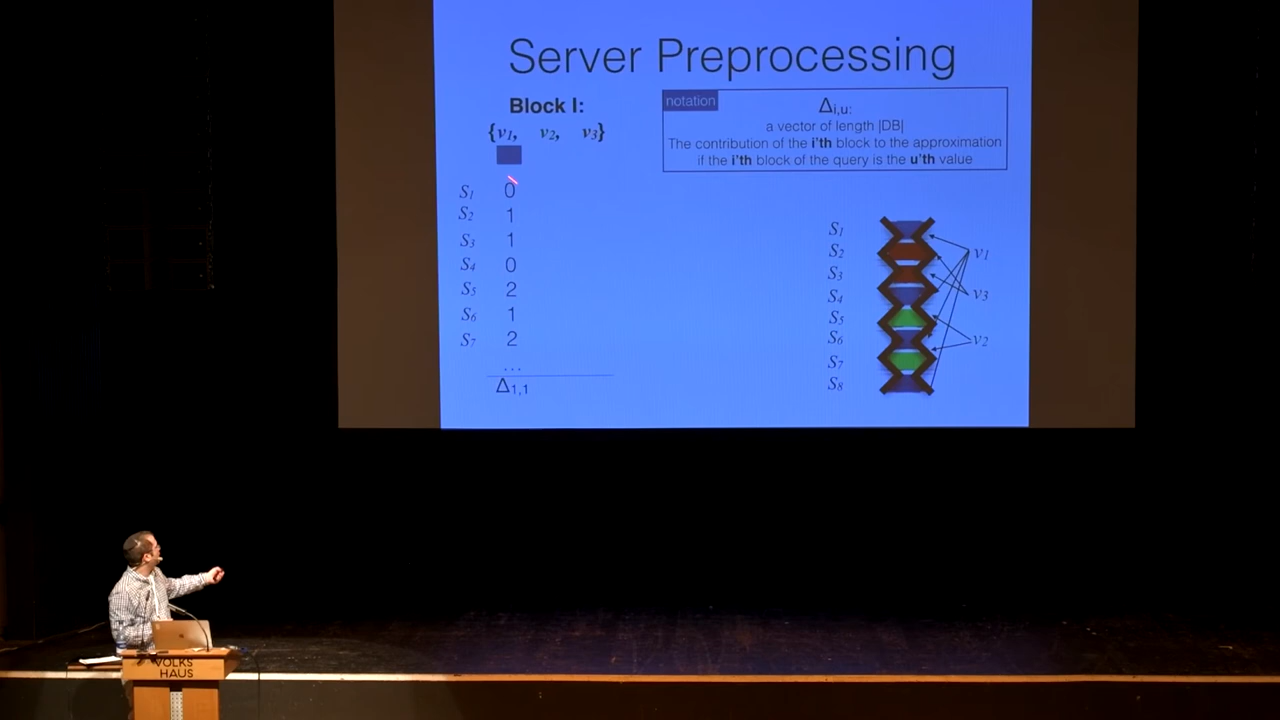 Server Preprocessing
Block I:
{v1, v2, v3}
notation
Δi,u:
a vector of length |DB|
The contribution of the i'th block to the approximation
if the i'th block of the query is the u'th value
S1 0
S2 1
S3 1
S4 0
S5 2
S6 1
S7 2
...
Δ1,1
S1
S2
S3
S4
S5
S6
S7
S8
v1
v3
v2
VOLKS
HAUS